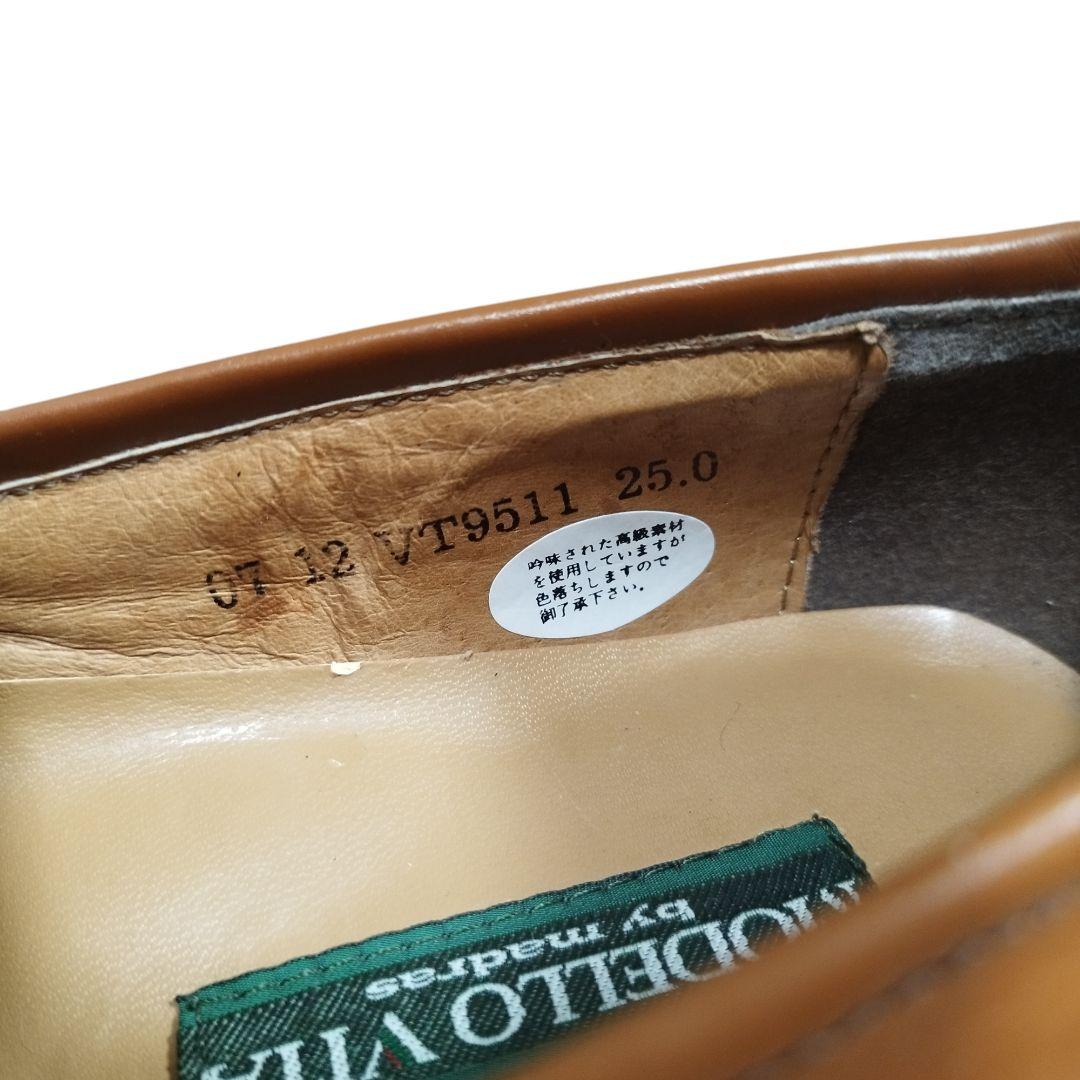 07 12 VT9511 25.0
吟味された高級素材
を使用していますが
色落ちしますので
御了承下さい。
MODELLO VIA
by madras